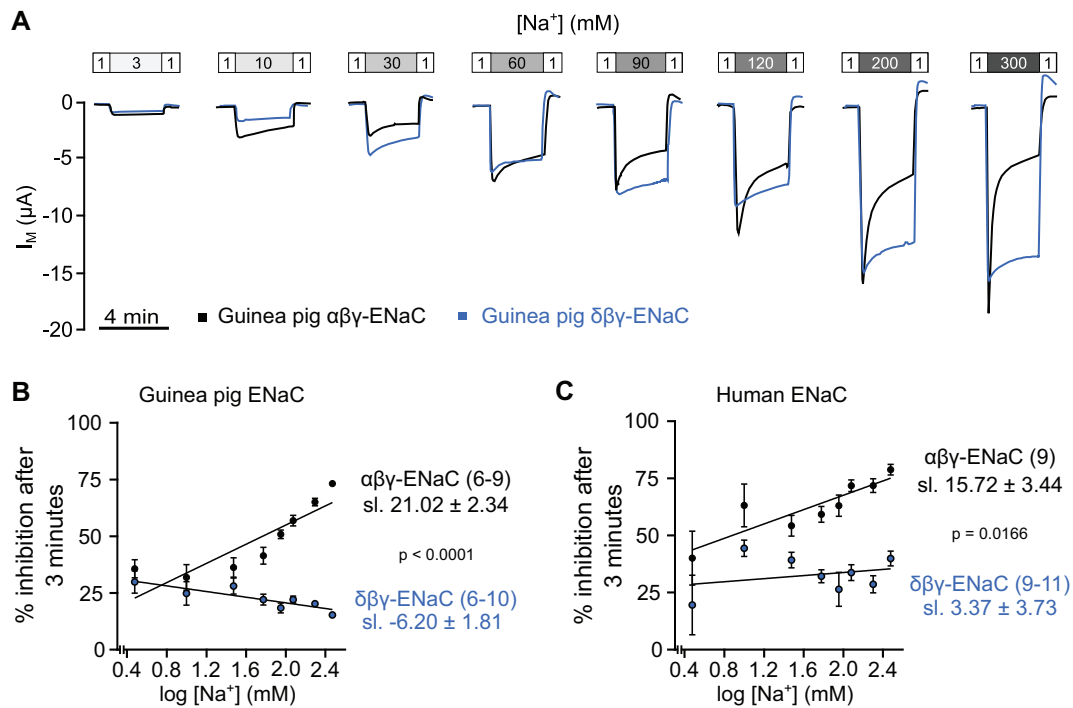 A
[Na⁺] (mM)
1 3 1 1 10 1 1 30 1 1 60 1 1 90 1 1 120 1 1 200 1 1 300 1
0
-5
-10
-15
-20
I_M (µA)
4 min
Guinea pig αβγ-ENaC
Guinea pig δβγ-ENaC
B
Guinea pig ENaC
% inhibition after
3 minutes
100
75
50
25
0
0.4 1.2 1.6 2.0 2.4
log [Na⁺] (mM)
αβγ-ENaC (6-9)
sl. 21.02 ± 2.34
p < 0.0001
δβγ-ENaC (6-10)
sl. -6.20 ± 1.81
C
Human ENaC
% inhibition after
3 minutes
100
75
50
25
0
0.4 1.2 1.6 2.0 2.4
log [Na⁺] (mM)
αβγ-ENaC (9)
sl. 15.72 ± 3.44
p = 0.0166
δβγ-ENaC (9-11)
sl. 3.37 ± 3.73